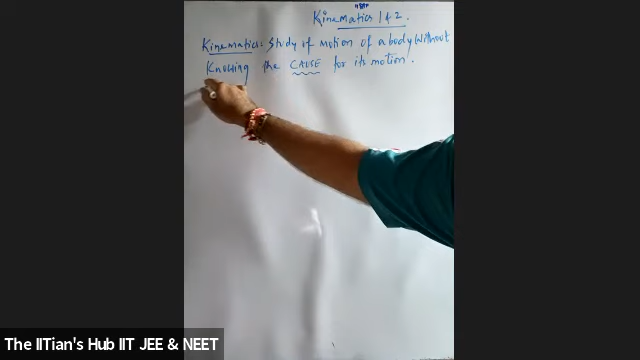 Kinematics 1 & 2.
Kinematics: Study of motion of a body without
Knowing the CAUSE for its motion.
The IITian's Hub IIT JEE & NEET